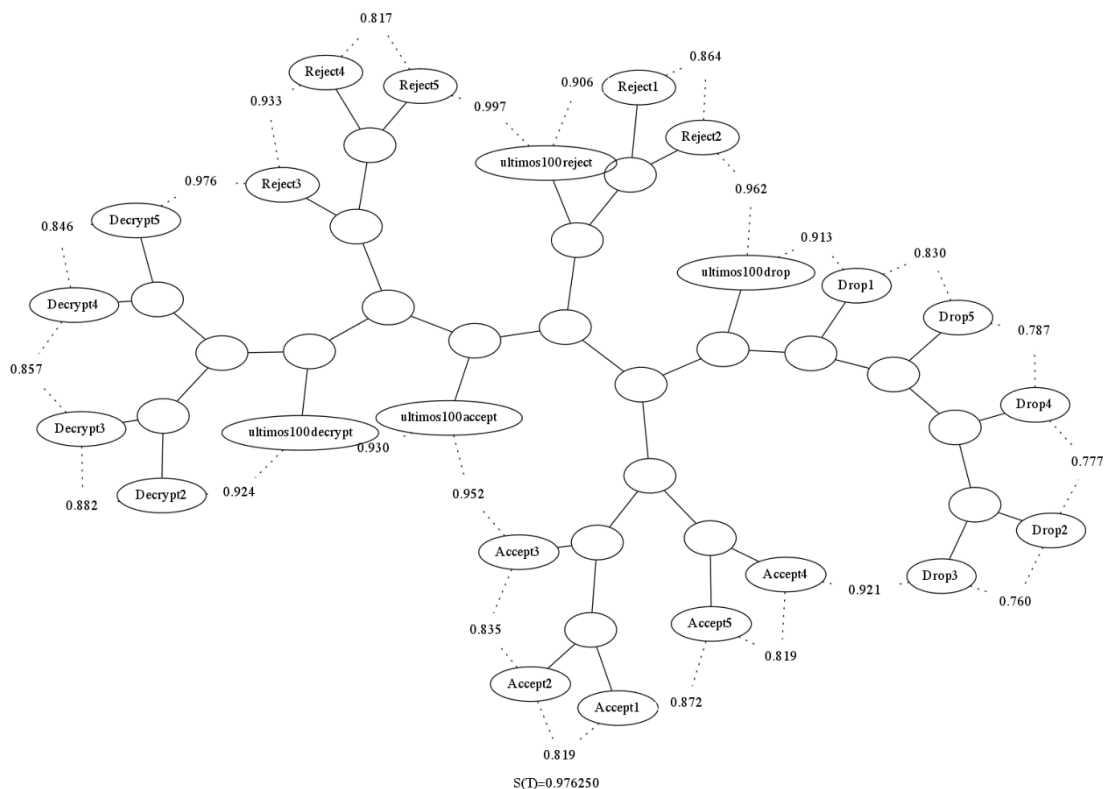 0.817
Reject4
Reject5
0.933
0.997
0.906
Reject1
0.864
Reject2
ultimos100reject
0.976
Reject3
0.962
Decrypt5
0.846
Decrypt4
0.913
ultimos100drop
Drop1
0.830
Drop5
0.787
0.857
Decrypt3
ultimos100decrypt
0.930
ultimos100accept
Drop4
0.777
0.882
Decrypt2
0.924
0.952
Drop2
Accept3
Accept4
0.921
Drop3
0.760
0.835
Accept5
0.819
Accept2
Accept1
0.872
0.819
S(T)=0.976250